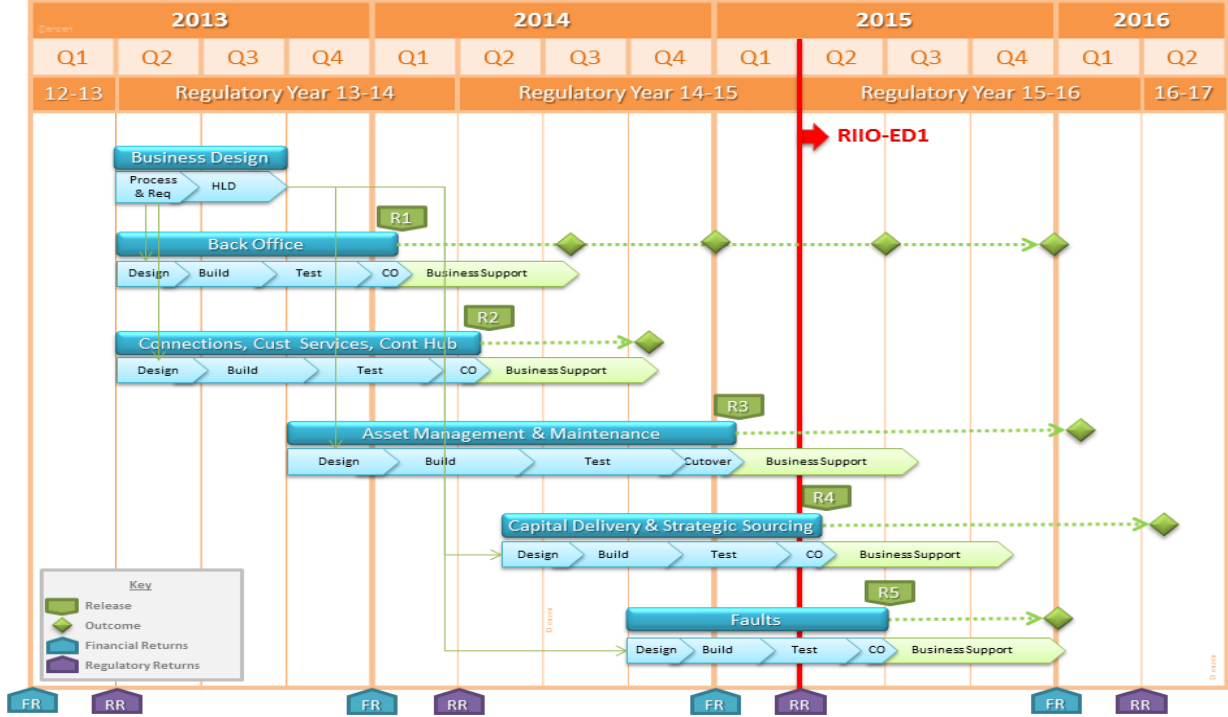 2013 2014 2015 2016
Q1 Q2 Q3 Q4 Q1 Q2 Q3 Q4 Q1 Q2 Q3 Q4 Q1 Q2
12-13 Regulatory Year 13-14 Regulatory Year 14-15 Regulatory Year 15-16 16-17
RIIO-ED1
Business Design
Process
& Req
HLD
R1
Back Office
Design Build Test CO Business Support
R2
Connections, Cust Services, Cont Hub
Design Build Test CO Business Support
R3
Asset Management & Maintenance
Design Build Test Cutover Business Support
R4
Capital Delivery & Strategic Sourcing
Design Build Test CO Business Support
R5
Faults
Design Build Test CO Business Support
Key
Release
Outcome
Financial Returns
Regulatory Returns
FR RR FR RR FR RR FR RR